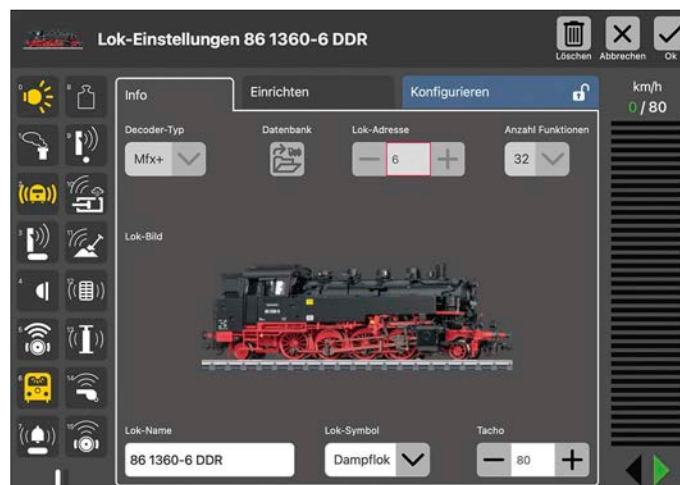 Lok-Einstellungen 86 1360-6 DDR
Löschen
Abbrechen
Ok
Info
Einrichten
Konfigurieren
km/h
0 / 80
Decoder-Typ
Datenbank
Lok-Adresse
Anzahl Funktionen
Mfx+
6
32
Lok-Bild
Lok-Name
Lok-Symbol
Tacho
86 1360-6 DDR
Dampflok
80